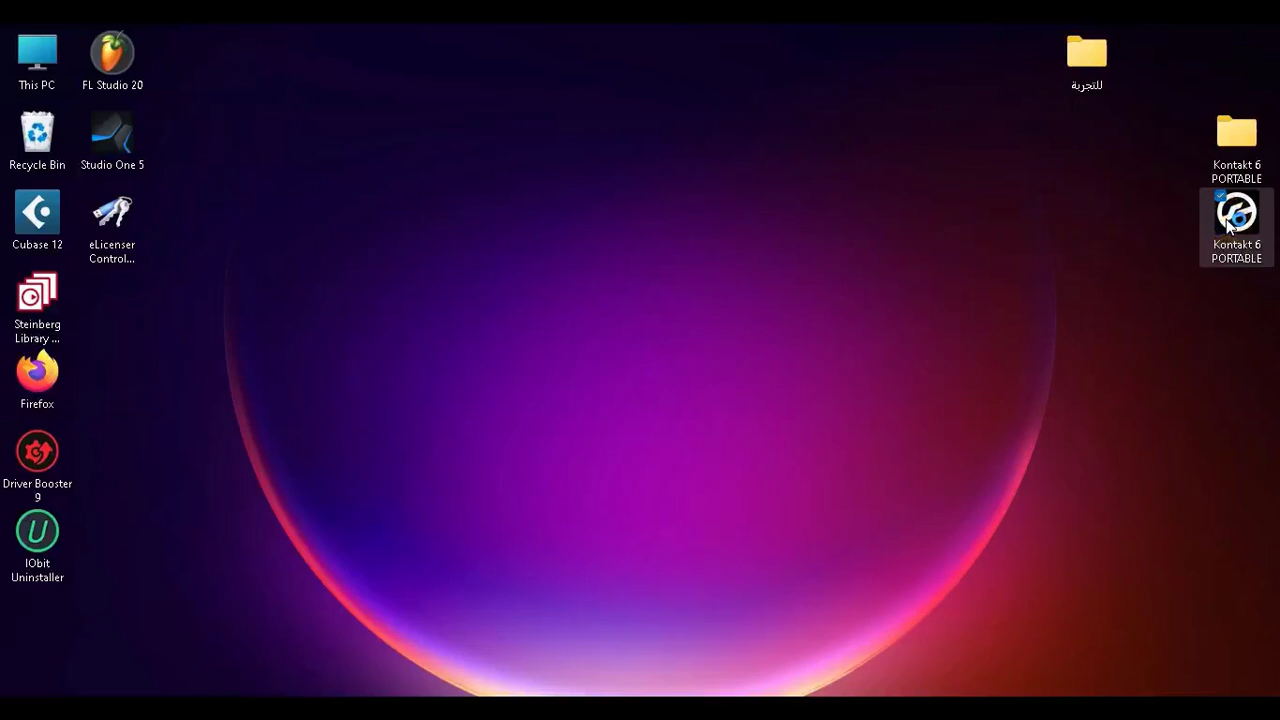 This PC
FL Studio 20
Recycle Bin
Studio One 5
Cubase 12
eLicenser
Control...
Steinberg
Library ...
Firefox
Driver Booster
9
IObit
Uninstaller
للتجربة
Kontakt 6
PORTABLE
Kontakt 6
PORTABLE